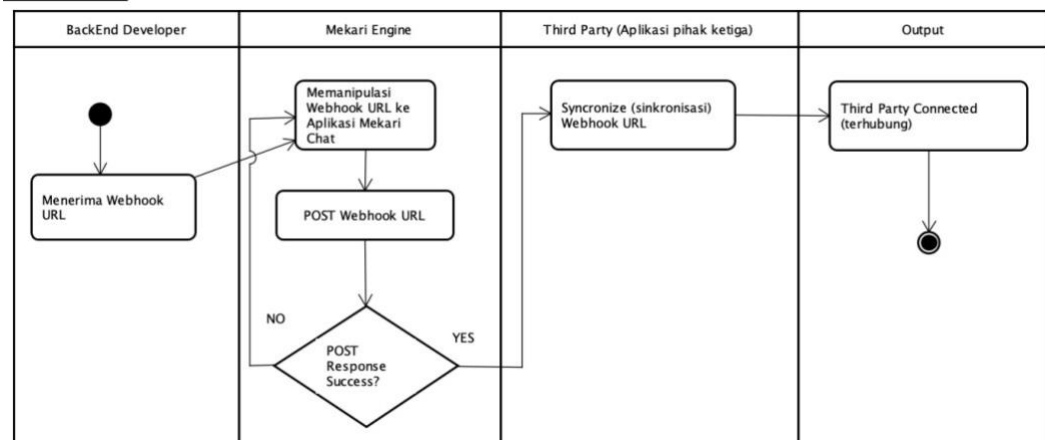 BackEnd Developer
Mekari Engine
Third Party (Aplikasi pihak ketiga)
Output
Menerima Webhook
URL
Memanipulasi
Webhook URL ke
Aplikasi Mekari
Chat
POST Webhook URL
NO
YES
POST
Response
Success?
Syncronize (sinkronisasi)
Webhook URL
Third Party Connected
(terhubung)